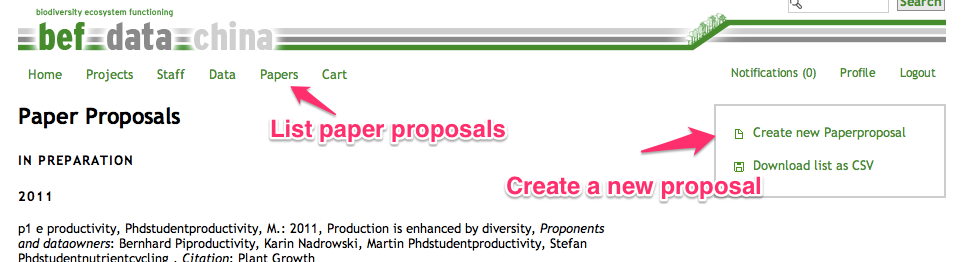 biodiversity ecosystem functioning
bef-data-china
Search
Home Projects Staff Data Papers Cart
Notifications (0) Profile Logout
Paper Proposals
List paper proposals
Create new Paperproposal
IN PREPARATION
Download list as CSV
Create a new proposal
2011
p1 e productivity, Phdstudentproductivity, M.: 2011, Production is enhanced by diversity, Proponents
and dataowners: Bernhard Piproductivity, Karin Nadrowski, Martin Phdstudentproductivity, Stefan
Phdstudentnutrientcycling , Citation: Plant Growth